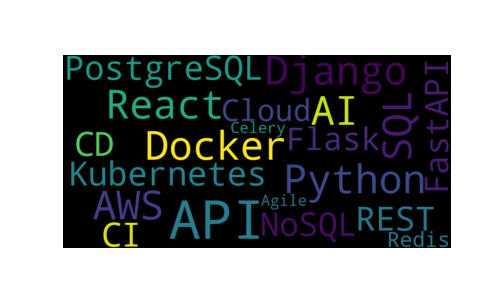 PostgreSQL Django
React Cloud AI SQL FastAPI
Celery
CD Docker Flask
Kubernetes Python
AWS API Agile
CI NoSQL REST
Redis